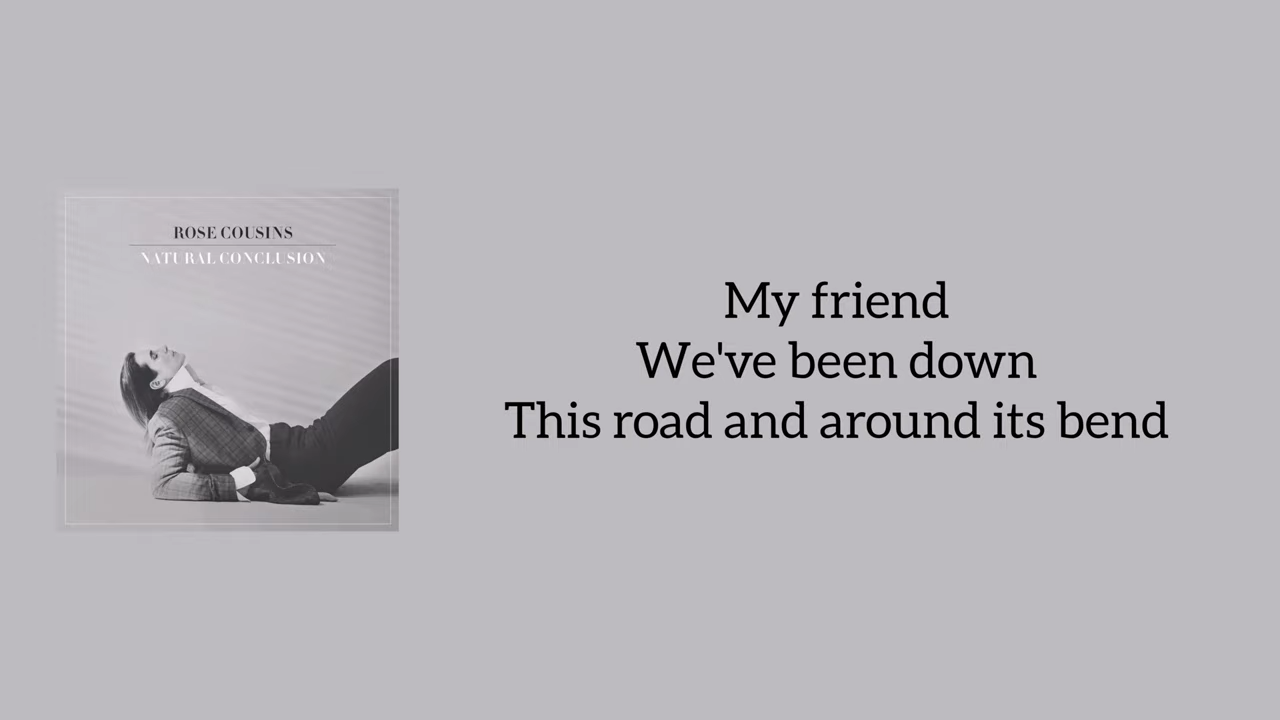 ROSE COUSINS
NATURAL CONCLUSION
My friend
We've been down
This road and around its bend